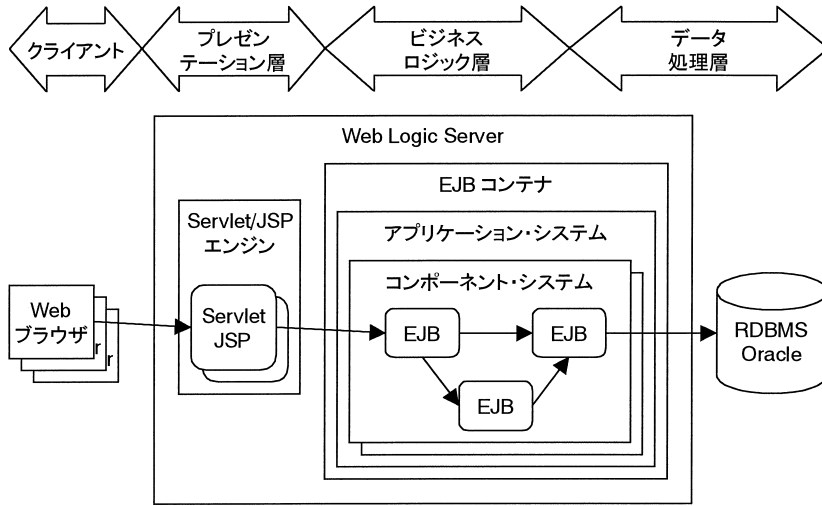 クライアント
プレゼン
テーション層
ビジネス
ロジック層
データ
処理層
Web Logic Server
EJB コンテナ
Servlet/JSP
エンジン
アプリケーション・システム
コンポーネント・システム
Web
ブラウザ
r
r
Servlet
JSP
EJB
EJB
EJB
RDBMS
Oracle